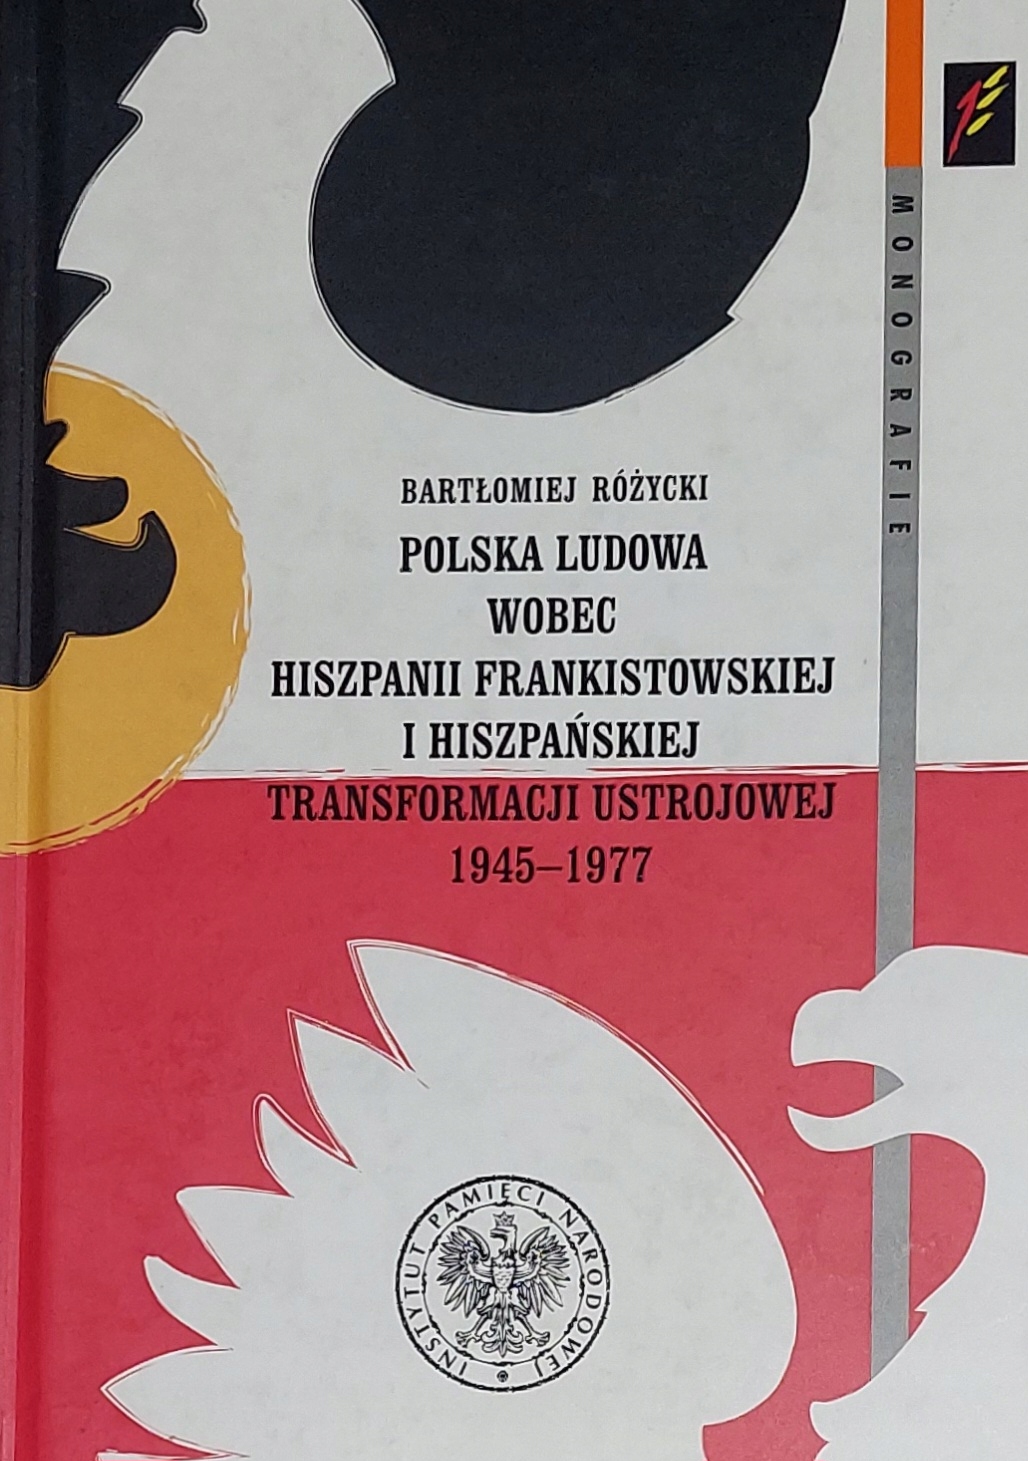 MONOGRAFIE
BARTŁOMIEJ RÓŻYCKI
POLSKA LUDOWA
WOBEC
HISZPANII FRANKISTOWSKIEJ
I HISZPAŃSKIEJ
TRANSFORMACJI USTROJOWEJ
1945–1977
INSTYTUT PAMIĘCI NARODOWEJ